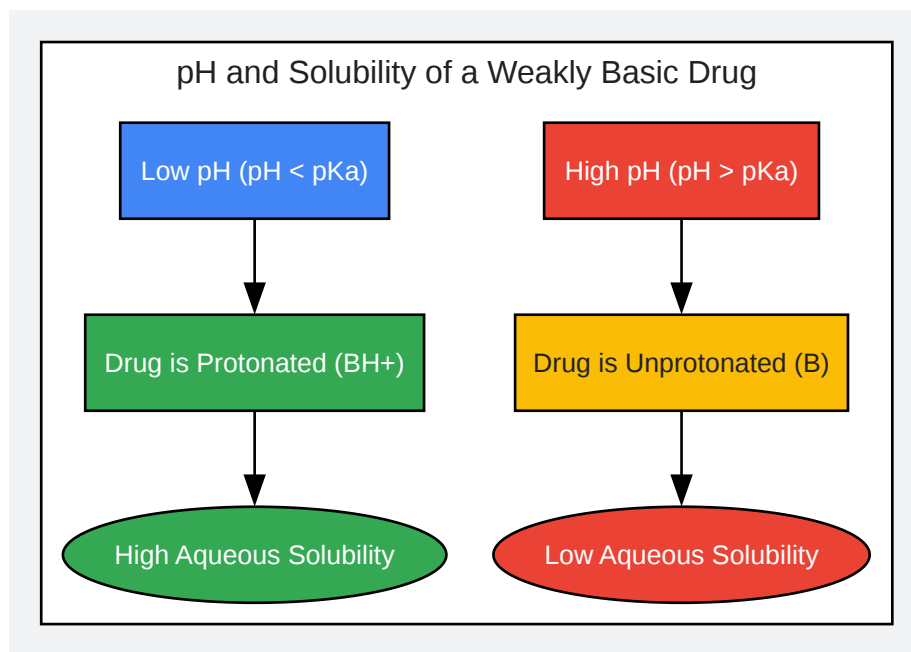 pH and Solubility of a Weakly Basic Drug
Low pH (pH < pKa)
High pH (pH > pKa)
Drug is Protonated (BH+)
Drug is Unprotonated (B)
High Aqueous Solubility
Low Aqueous Solubility